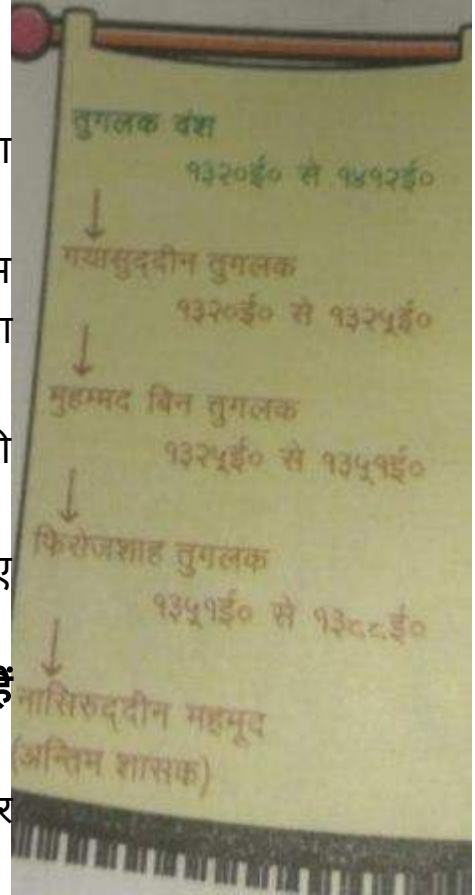 तुगलक वंश
१३२०ई० से १४१२ई०
गयासुद्दीन तुगलक
१३२०ई० से १३२५ई०
मुहम्मद बिन तुगलक
१३२५ई० से १३५१ई०
फिरोजशाह तुगलक
१३५१ई० से १३८८ई०
नासिरुद्दीन महमूद
(अन्तिम शासक)